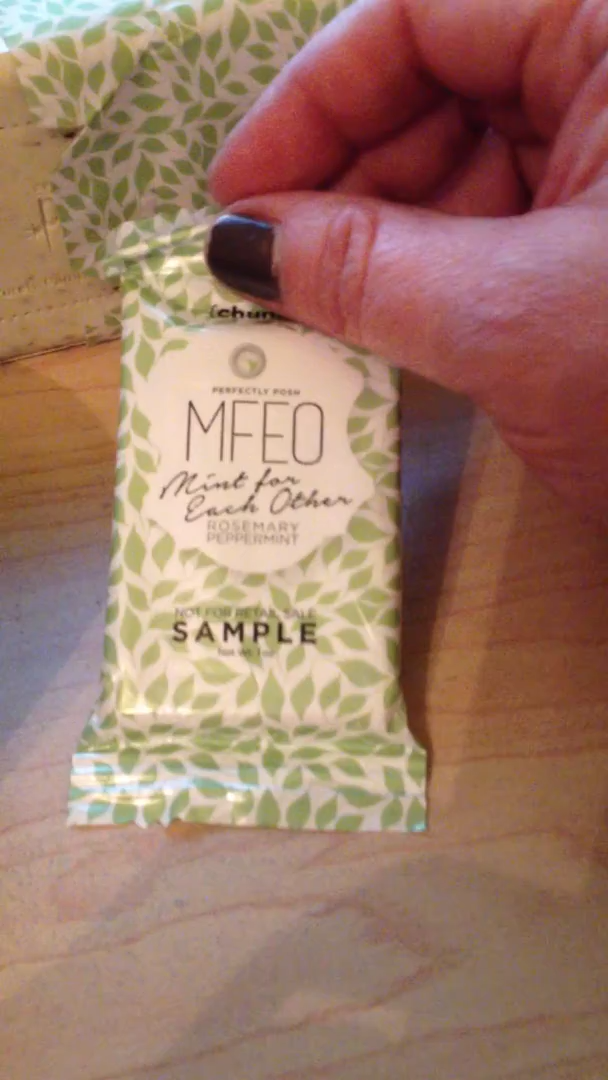 PERFECTLY POSH
MFEO
Mint for
Each Other
ROSEMARY
PEPPERMINT
NOT FOR RETAIL SALE
SAMPLE